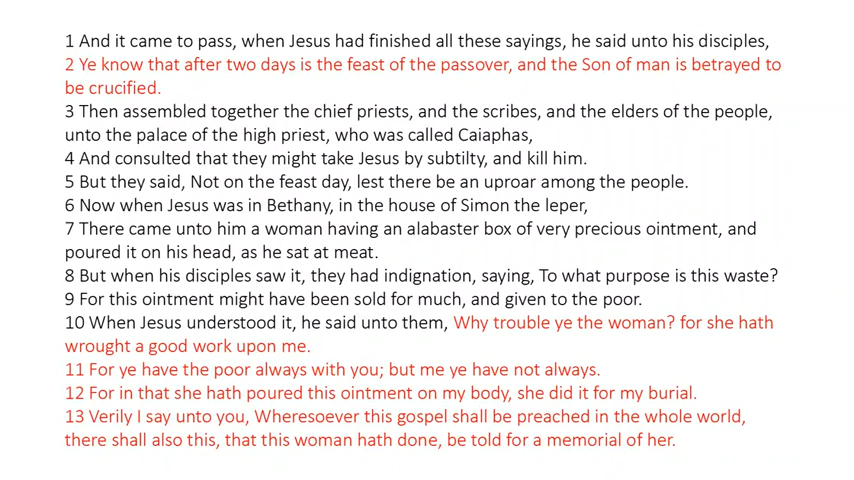 1 And it came to pass, when Jesus had finished all these sayings, he said unto his disciples,
2 Ye know that after two days is the feast of the passover, and the Son of man is betrayed to
be crucified.
3 Then assembled together the chief priests, and the scribes, and the elders of the people,
unto the palace of the high priest, who was called Caiaphas,
4 And consulted that they might take Jesus by subtilty, and kill him.
5 But they said, Not on the feast day, lest there be an uproar among the people.
6 Now when Jesus was in Bethany, in the house of Simon the leper,
7 There came unto him a woman having an alabaster box of very precious ointment, and
poured it on his head, as he sat at meat.
8 But when his disciples saw it, they had indignation, saying, To what purpose is this waste?
9 For this ointment might have been sold for much, and given to the poor.
10 When Jesus understood it, he said unto them, Why trouble ye the woman? for she hath
wrought a good work upon me.
11 For ye have the poor always with you; but me ye have not always.
12 For in that she hath poured this ointment on my body, she did it for my burial.
13 Verily I say unto you, Wheresoever this gospel shall be preached in the whole world,
there shall also this, that this woman hath done, be told for a memorial of her.